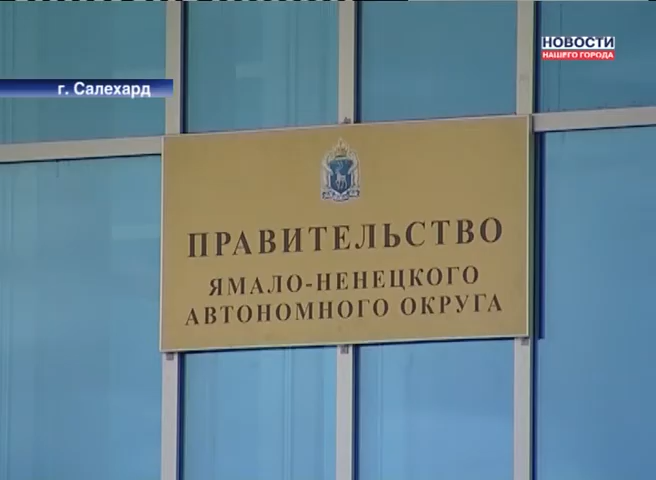 НОВОСТИ
НАШЕГО ГОРОДА
г. Салехард
ПРАВИТЕЛЬСТВО
ЯМАЛО-НЕНЕЦКОГО
АВТОНОМНОГО ОКРУГА